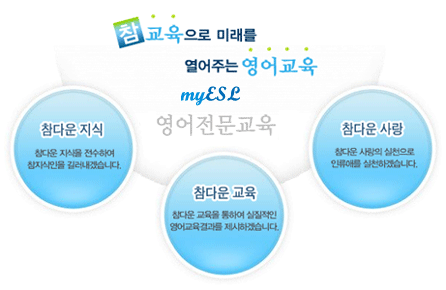 참교육으로 미래를
열어주는 영어교육
myESL
영어전문교육
참다운 지식
참다운 지식을 전수하여
참지식인을 길러내겠습니다.
참다운 교육
참다운 교육을 통하여 실질적인
영어교육결과를 제시하겠습니다.
참다운 사랑
참다운 사랑의 실천으로
인류애를 실천하겠습니다.